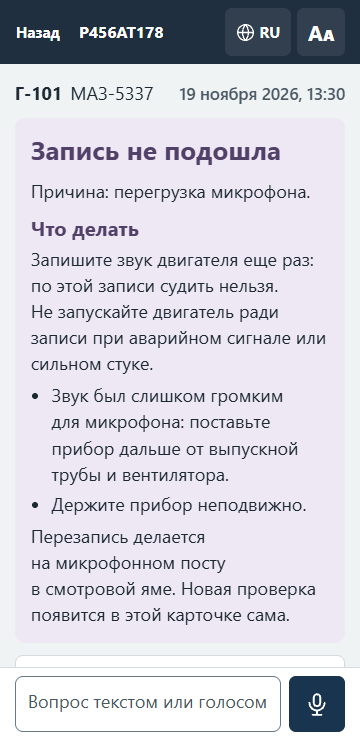 Назад Р456АТ178 RU Аа
Г-101 МАЗ-5337 19 ноября 2026, 13:30
Запись не подошла
Причина: перегрузка микрофона.
Что делать
Запишите звук двигателя еще раз:
по этой записи судить нельзя.
Не запускайте двигатель ради
записи при аварийном сигнале или
сильном стуке.
• Звук был слишком громким
для микрофона: поставьте
прибор дальше от выпускной
трубы и вентилятора.
• Держите прибор неподвижно.
Перезапись делается
на микрофонном посту
в смотровой яме. Новая проверка
появится в этой карточке сама.
Вопрос текстом или голосом